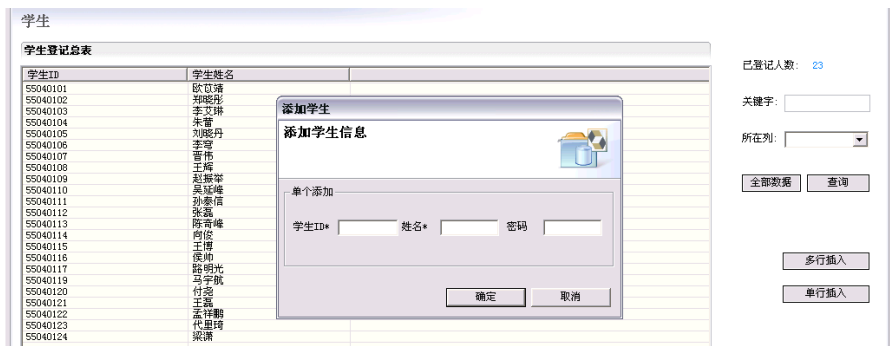 学生
学生登记总表
学生ID 学生姓名
55040101 欧苡靖
55040102 郑晓彤
55040103 李艾琳
55040104 朱蕾
55040105 刘晓丹
55040106 李穹
55040107 晋伟
55040108 王辉
55040109 赵振举
55040110 吴延峰
55040111 孙泰信
55040112 张磊
55040113 陈奇峰
55040114 向俊
55040115 王博
55040116 侯帅
55040117 路明光
55040119 马宇航
55040120 付尧
55040121 王磊
55040122 孟祥鹏
55040123 代里琦
55040124 梁潇
添加学生
添加学生信息
单个添加
学生ID* 姓名* 密码
确定 取消
已登记人数: 23
关键字:
所在列:
全部数据 查询
多行插入
单行插入